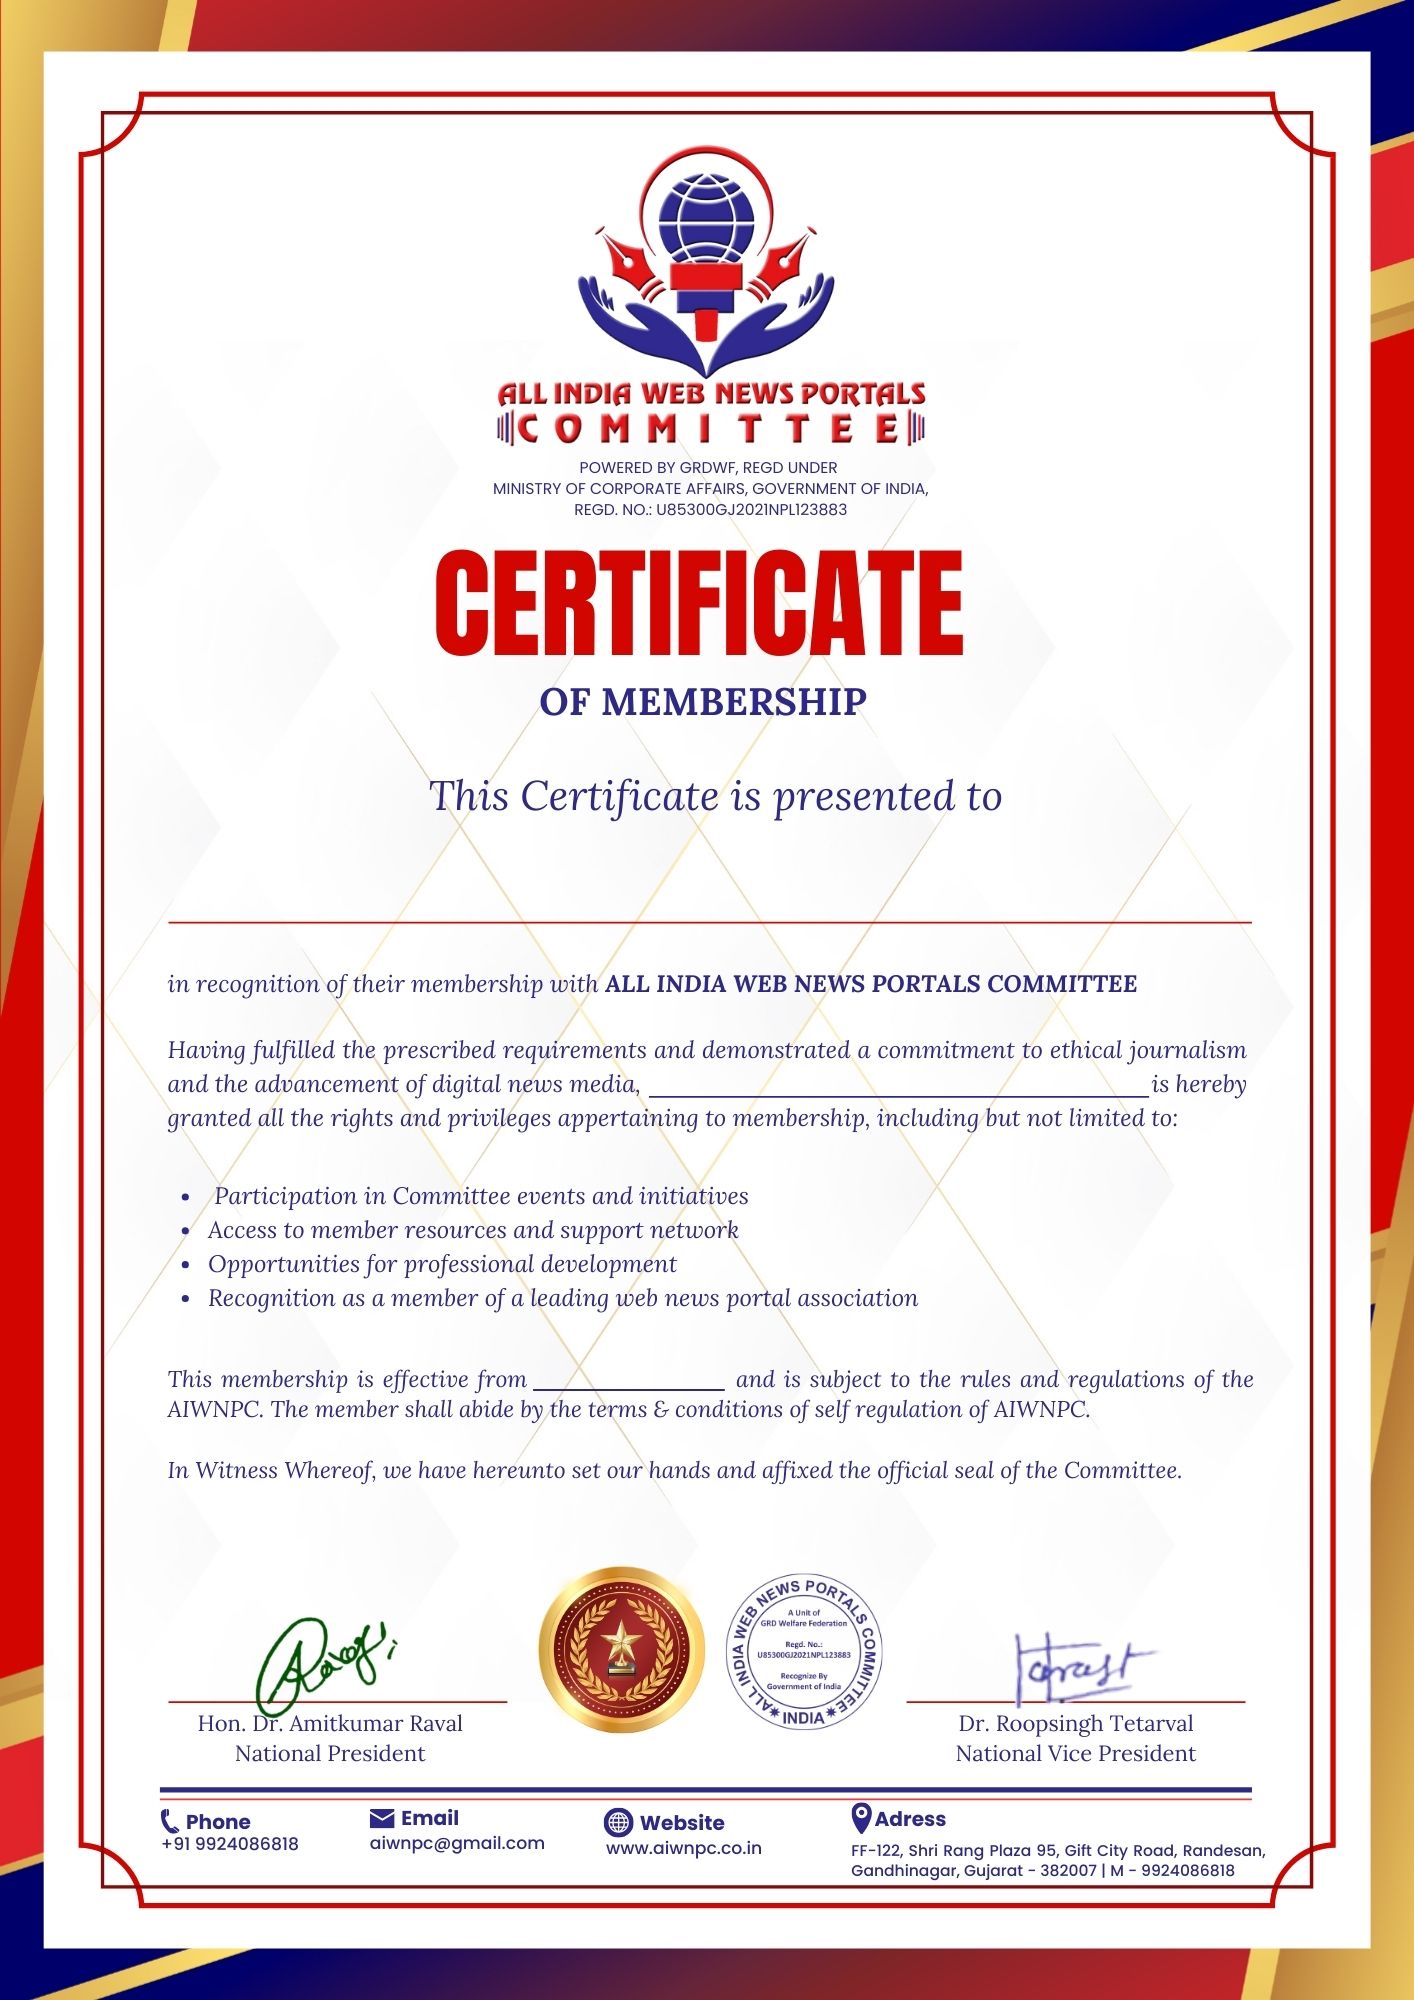 ALL INDIA WEB NEWS PORTALS
COMMITTEE
POWERED BY GRDWF, REGD UNDER
MINISTRY OF CORPORATE AFFAIRS, GOVERNMENT OF INDIA,
REGD. NO.: U85300GJ2021NPL123883
CERTIFICATE
OF MEMBERSHIP
This Certificate is presented to
in recognition of their membership with ALL INDIA WEB NEWS PORTALS COMMITTEE
Having fulfilled the prescribed requirements and demonstrated a commitment to ethical journalism
and the advancement of digital news media, is hereby
granted all the rights and privileges appertaining to membership, including but not limited to:
• Participation in Committee events and initiatives
• Access to member resources and support network
• Opportunities for professional development
• Recognition as a member of a leading web news portal association
This membership is effective from and is subject to the rules and regulations of the
AIWNPC. The member shall abide by the terms & conditions of self regulation of AIWNPC.
In Witness Whereof, we have hereunto set our hands and affixed the official seal of the Committee.
ALL INDIA WEB NEWS PORTALS COMMITTEE
A Unit of
GRD Welfare Federation
Regd. No.:
U85300GJ2021NPL123883
Recognize By
Government of India
* INDIA *
Hon. Dr. Amitkumar Raval
National President
Dr. Roopsingh Tetarval
National Vice President
Phone
+91 9924086818
Email
aiwnpc@gmail.com
Website
www.aiwnpc.co.in
Adress
FF-122, Shri Rang Plaza 95, Gift City Road, Randesan,
Gandhinagar, Gujarat - 382007 | M - 9924086818